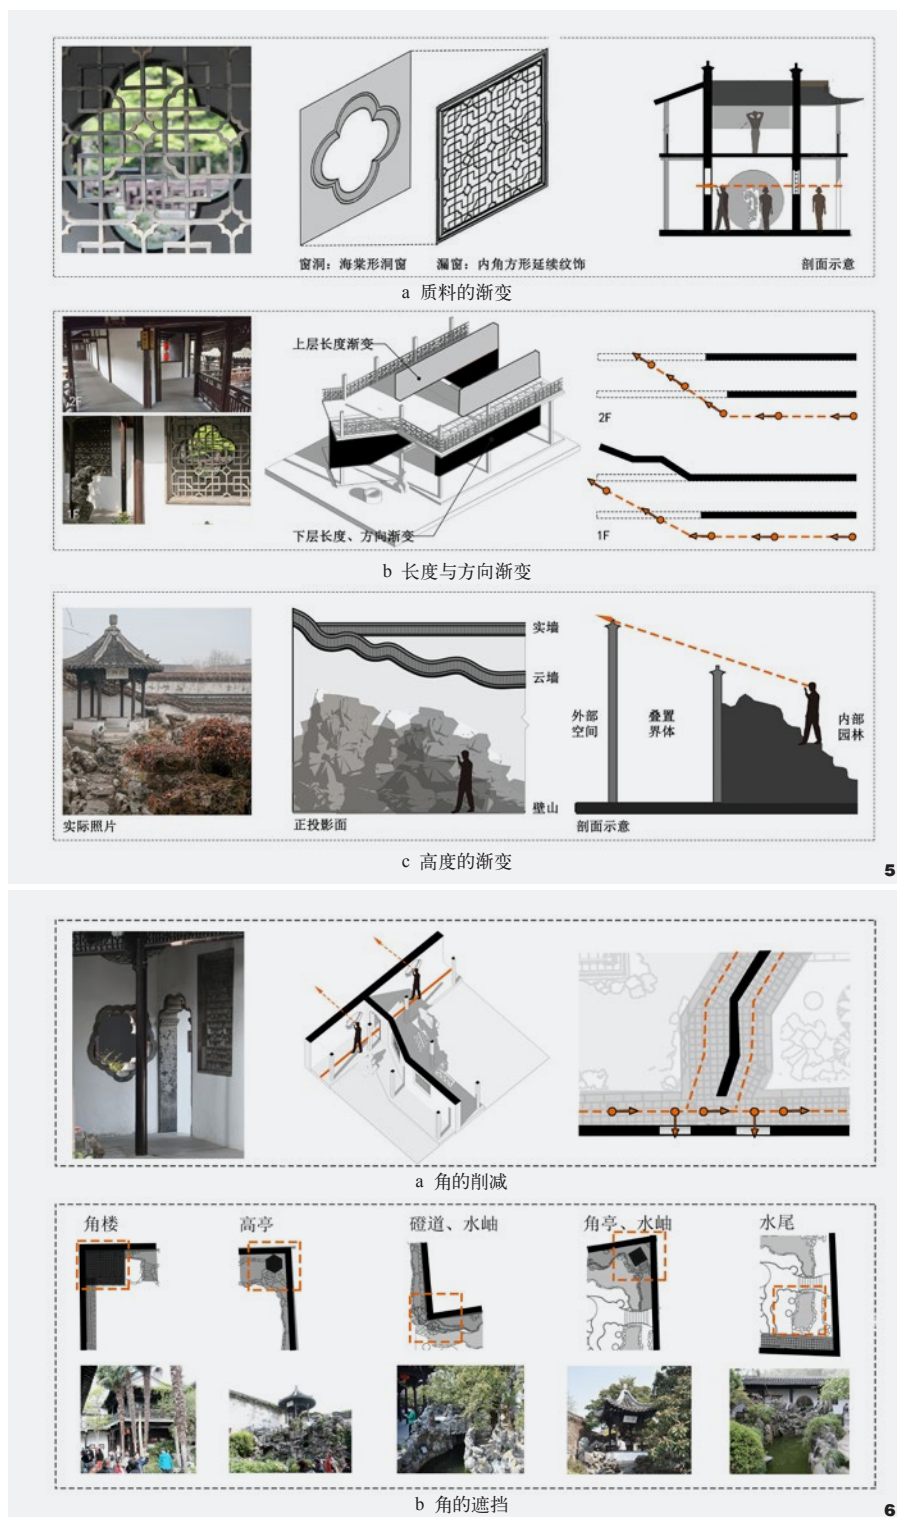 窗洞：海棠形洞窗
漏窗：内角方形延续纹饰
剖面示意
a 质料的渐变
2F
1F
上层长度渐变
下层长度、方向渐变
2F
1F
b 长度与方向渐变
实际照片
实墙
云墙
壁山
正投影面
外部
空间
叠置
界体
内部
园林
剖面示意
c 高度的渐变
5
a 角的削减
角楼
高亭
磴道、水岫
角亭、水岫
水尾
b 角的遮挡
6